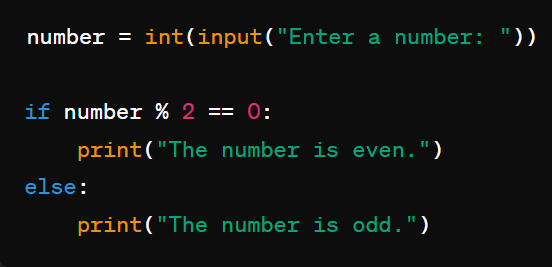 number = int(input("Enter a number: "))
if number % 2 == 0:
    print("The number is even.")
else:
    print("The number is odd.")